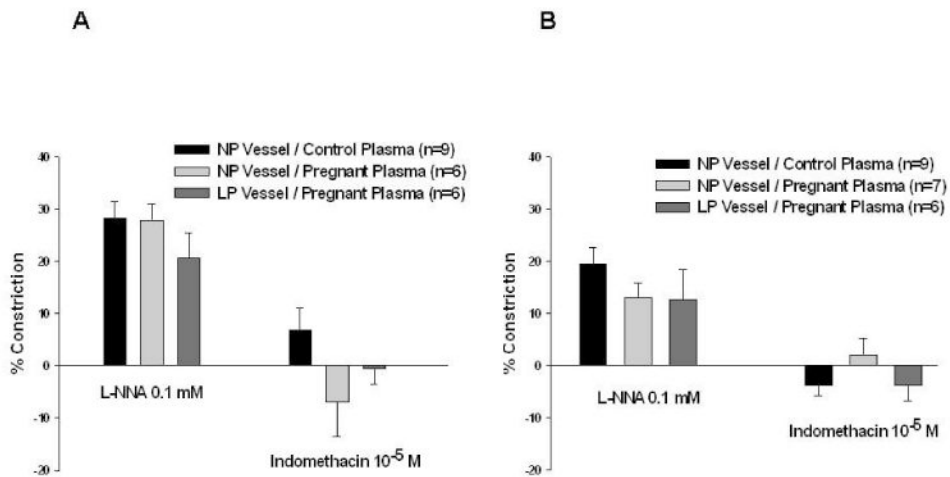 A
NP Vessel / Control Plasma (n=9)
NP Vessel / Pregnant Plasma (n=6)
LP Vessel / Pregnant Plasma (n=6)
40
30
20
10
0
-10
-20
% Constriction
L-NNA 0.1 mM
Indomethacin 10⁻⁵ M
B
NP Vessel / Control Plasma (n=9)
NP Vessel / Pregnant Plasma (n=7)
LP Vessel / Pregnant Plasma (n=6)
40
30
20
10
0
-10
-20
% Constriction
L-NNA 0.1 mM
Indomethacin 10⁻⁵ M